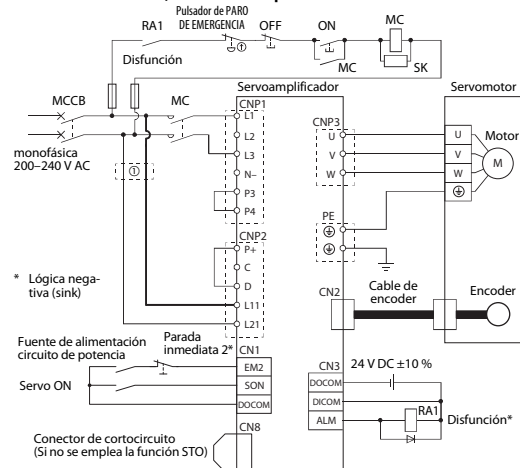 Pulsador de PARO
DE EMERGENCIA
RA1
OFF
ON
MC
①
Disfunción
MC
SK
Servoamplificador
Servomotor
MCCB
MC
CNP1
L1
L2
L3
N–
P3
P4
monofásica
200–240 V AC
①
CNP3
U
V
W
U
V
W
Motor
M
PE
CNP2
P+
C
D
L11
L21
* Lógica nega-
tiva (sink)
CN2
Cable de
encoder
Encoder
Fuente de alimentación
circuito de potencia
Parada
inmediata 2*
CN1
EM2
SON
DOCOM
Servo ON
CN3
24 V DC ±10 %
DOCOM
DICOM
ALM
RA1
Disfunción*
CN8
Conector de cortocircuito
(Si no se emplea la función STO)